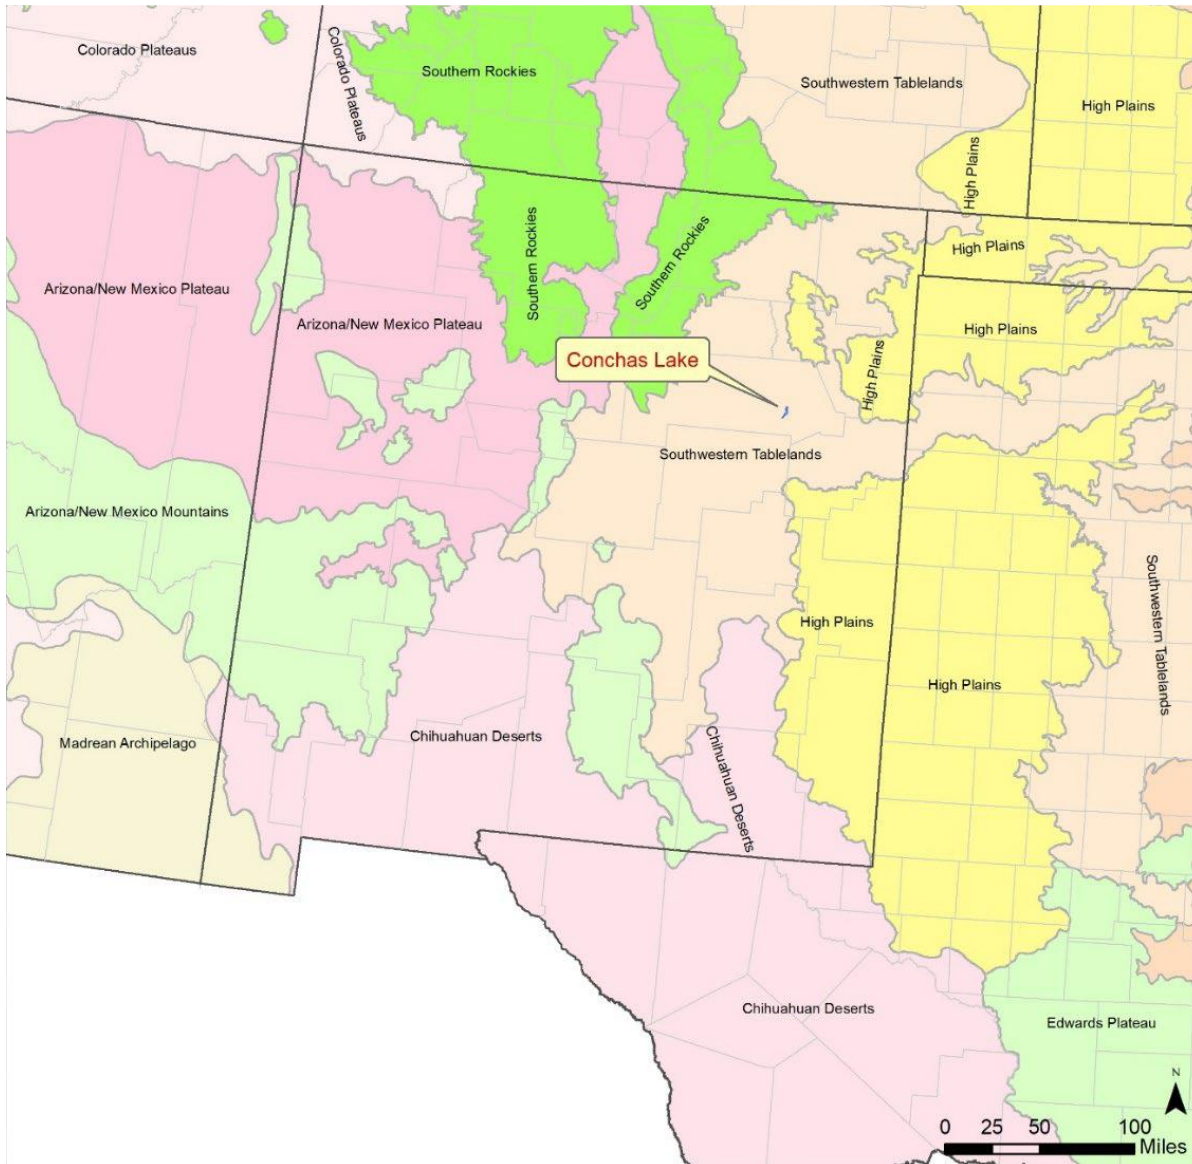 Colorado Plateaus
Colorado Plateaus
Southern Rockies
Southwestern Tablelands
High Plains
High Plains
Southern Rockies
Southern Rockies
High Plains
Arizona/New Mexico Plateau
Arizona/New Mexico Plateau
High Plains
Conchas Lake
High Plains
Southwestern Tablelands
Arizona/New Mexico Mountains
Southwestern Tablelands
High Plains
High Plains
Madrean Archipelago
Chihuahuan Deserts
Chihuahuan Deserts
Chihuahuan Deserts
Edwards Plateau
N
0 25 50 100
Miles